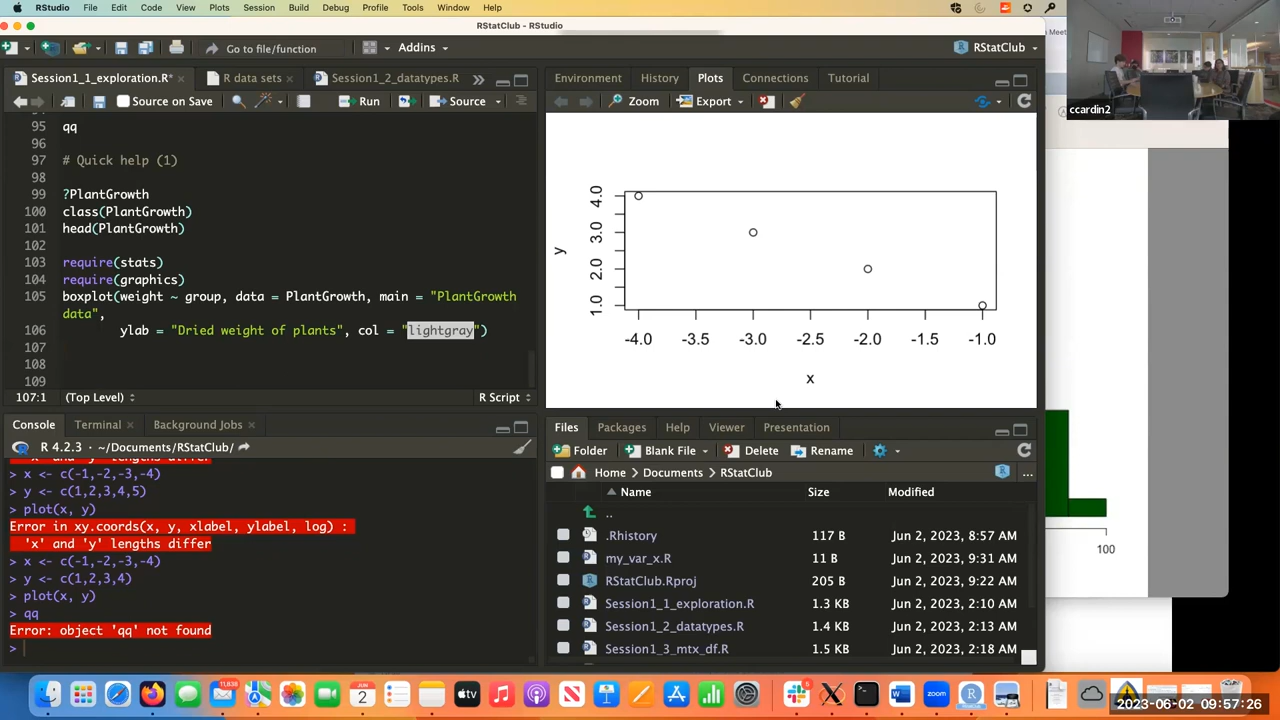 RStudio File Edit Code View Plots Session Build Debug Profile Tools Window Help
RStatClub - RStudio
Go to file/function Addins RStatClub
Session1_1_exploration.R* R data sets Session1_2_datatypes.R
Source on Save Run Source
95 qq
96
97 # Quick help (1)
98
99 ?PlantGrowth
100 class(PlantGrowth)
101 head(PlantGrowth)
102
103 require(stats)
104 require(graphics)
105 boxplot(weight ~ group, data = PlantGrowth, main = "PlantGrowth
data",
106 ylab = "Dried weight of plants", col = "lightgray")
107
108
109
107:1 (Top Level) R Script
Console Terminal Background Jobs
R 4.2.3 · ~/Documents/RStatClub/
'x' and 'y' lengths differ
> x <- c(-1,-2,-3,-4)
> y <- c(1,2,3,4,5)
> plot(x, y)
Error in xy.coords(x, y, xlabel, ylabel, log) :
'x' and 'y' lengths differ
> x <- c(-1,-2,-3,-4)
> y <- c(1,2,3,4)
> plot(x, y)
> qq
Error: object 'qq' not found
>
Environment History Plots Connections Tutorial
Zoom Export
4.0
3.0
2.0
1.0
y
-4.0 -3.5 -3.0 -2.5 -2.0 -1.5 -1.0
x
Files Packages Help Viewer Presentation
Folder Blank File Delete Rename
Home Documents RStatClub
Name Size Modified
..
.Rhistory 117 B Jun 2, 2023, 8:57 AM
my_var_x.R 11 B Jun 2, 2023, 9:31 AM
RStatClub.Rproj 205 B Jun 2, 2023, 9:22 AM
Session1_1_exploration.R 1.3 KB Jun 2, 2023, 2:10 AM
Session1_2_datatypes.R 1.4 KB Jun 2, 2023, 2:13 AM
Session1_3_mtx_df.R 1.5 KB Jun 2, 2023, 2:18 AM
ccardin2
100
zoom
2023-06-02 09:57:26